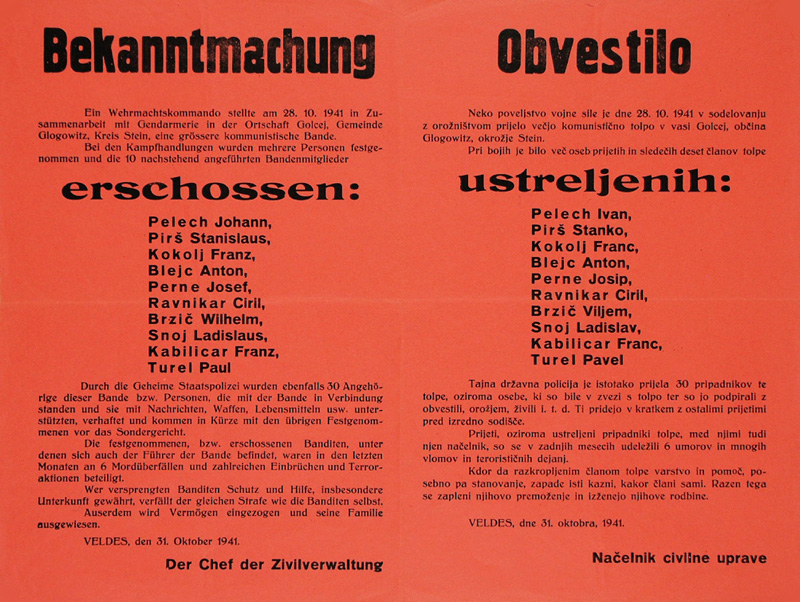 Bekanntmachung
Ein Wehrmachtskommando stellte am 28. 10. 1941 in Zu-
sammenarbeit mit Gendarmerie in der Ortschaft Golcej, Gemeinde
Glogowitz, Kreis Stein, eine grössere kommunistische Bande.
Bei den Kampfhandlungen wurden mehrere Personen festge-
nommen und die 10 nachstehend angeführten Bandenmitglieder
erschossen:
Pelech Johann,
Pirš Stanislaus,
Kokolj Franz,
Blejc Anton,
Perne Josef,
Ravnikar Ciril,
Brzič Wilhelm,
Snoj Ladislaus,
Kabilicar Franz,
Turel Paul
Durch die Geheime Staatspolizei wurden ebenfalls 30 Angehö-
rige dieser Bande bzw. Personen, die mit der Bande in Verbindung
standen und sie mit Nachrichten, Waffen, Lebensmitteln usw. unter-
stützten, verhaftet und kommen in Kürze mit den übrigen Festgenom-
menen vor das Sondergericht.
Die festgenommenen, bzw. erschossenen Banditen, unter
denen sich auch der Führer der Bande befindet, waren in den letzten
Monaten an 6 Mordüberfällen und zahlreichen Einbrüchen und Terror-
aktionen beteiligt.
Wer versprengten Banditen Schutz und Hilfe, insbesondere
Unterkunft gewährt, verfällt der gleichen Strafe wie die Banditen selbst.
Auserdem wird Vermögen eingezogen und seine Familie
ausgewiesen.
VELDES, den 31. Oktober 1941.
Der Chef der Zivilverwaltung
Obvestilo
Neko poveljstvo vojne sile je dne 28. 10. 1941 v sodelovanju
z orožništvom prijelo večjo komunistično tolpo v vasi Golcej, občina
Glogowitz, okrožje Stein.
Pri bojih je bilo več oseb prijetih in sledečih deset članov tolpe
ustreljenih:
Pelech Ivan,
Pirš Stanko,
Kokolj Franc,
Blejc Anton,
Perne Josip,
Ravnikar Ciril,
Brzič Viljem,
Snoj Ladislav,
Kabilicar Franc,
Turel Pavel
Tajna državna policija je istotako prijela 30 pripadnikov te
tolpe, oziroma osebe, ki so bile v zvezi s tolpo ter so jo podpirali z
obvestili, orožjem, živili i. t. d. Ti pridejo v kratkem z ostalimi prijetimi
pred izredno sodišče.
Prijeti, oziroma ustreljeni pripadniki tolpe, med njimi tudi
njen načelnik, so se v zadnjih mesecih udeležili 6 umorov in mnogih
vlomov in terorističnih dejanj.
Kdor da razkropljenim članom tolpe varstvo in pomoč, po-
sebno pa stanovanje, zapade isti kazni, kakor člani sami. Razen tega
se zapleni njihovo premoženje in izženejo njihove rodbine.
VELDES, dne 31. oktobra, 1941.
Načelnik civilne uprave